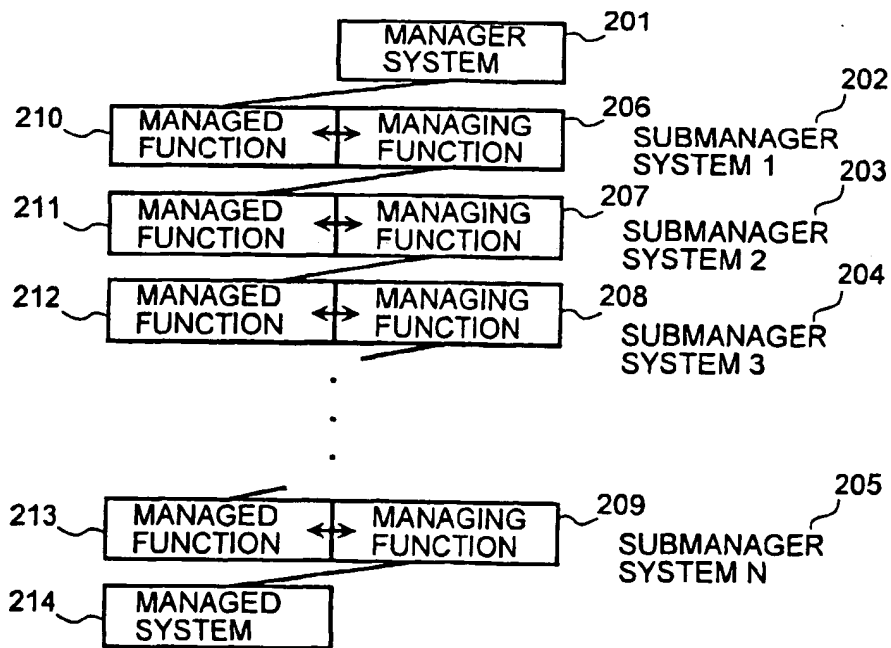 MANAGER
SYSTEM
201
210
MANAGED
FUNCTION
MANAGING
FUNCTION
206
202
SUBMANAGER
SYSTEM 1
211
MANAGED
FUNCTION
MANAGING
FUNCTION
207
203
SUBMANAGER
SYSTEM 2
212
MANAGED
FUNCTION
MANAGING
FUNCTION
208
204
SUBMANAGER
SYSTEM 3
213
MANAGED
FUNCTION
MANAGING
FUNCTION
209
205
SUBMANAGER
SYSTEM N
214
MANAGED
SYSTEM